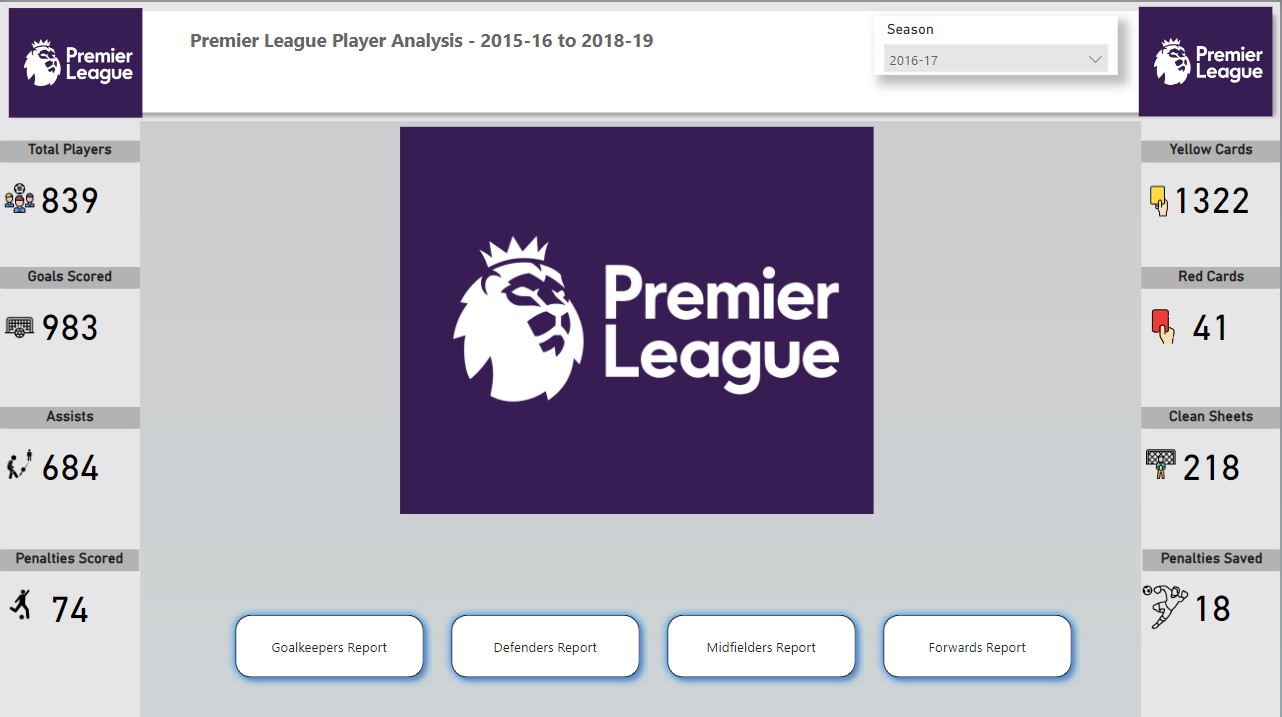 Premier
League
Premier League Player Analysis - 2015-16 to 2018-19
Season
2016-17
Premier
League
Total Players
839
Goals Scored
983
Assists
684
Penalties Scored
74
Premier
League
Yellow Cards
1322
Red Cards
41
Clean Sheets
218
Penalties Saved
18
Goalkeepers Report
Defenders Report
Midfielders Report
Forwards Report